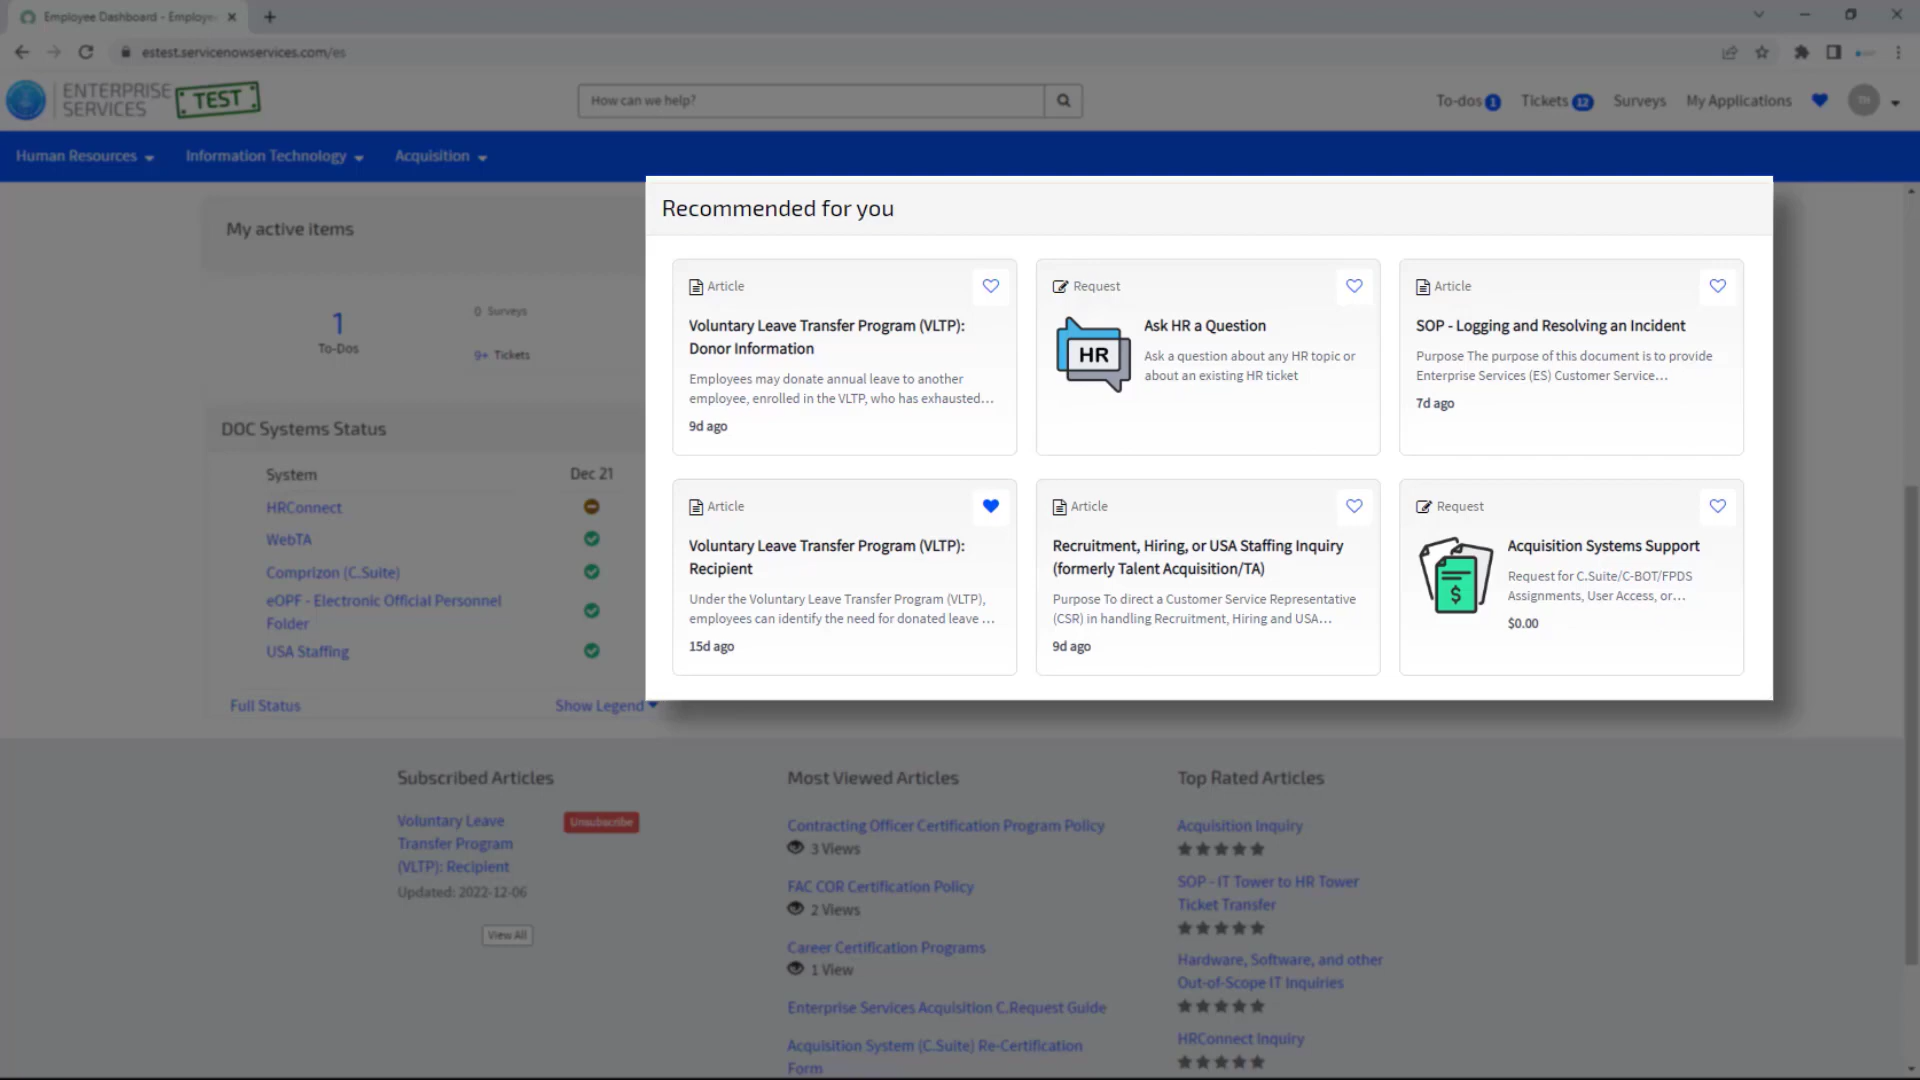 Employee Dashboard - Employe
estest.servicenowservices.com/es
ENTERPRISE
SERVICES
TEST
How can we help?
To-dos 1
Tickets 12
Surveys
My Applications
TH
Human Resources
Information Technology
Acquisition
My active items
1
To-Dos
0 Surveys
9+ Tickets
DOC Systems Status
System Dec 21
HRConnect
WebTA
Comprizon (C.Suite)
eOPF - Electronic Official Personnel
Folder
USA Staffing
Full Status
Show Legend
Recommended for you
Article
Voluntary Leave Transfer Program (VLTP):
Donor Information
Employees may donate annual leave to another
employee, enrolled in the VLTP, who has exhausted...
9d ago
Request
HR
Ask HR a Question
Ask a question about any HR topic or
about an existing HR ticket
Article
SOP - Logging and Resolving an Incident
Purpose The purpose of this document is to provide
Enterprise Services (ES) Customer Service...
7d ago
Article
Voluntary Leave Transfer Program (VLTP):
Recipient
Under the Voluntary Leave Transfer Program (VLTP),
employees can identify the need for donated leave ...
15d ago
Article
Recruitment, Hiring, or USA Staffing Inquiry
(formerly Talent Acquisition/TA)
Purpose To direct a Customer Service Representative
(CSR) in handling Recruitment, Hiring and USA...
9d ago
Request
$
Acquisition Systems Support
Request for C.Suite/C-BOT/FPDS
Assignments, User Access, or...
$0.00
Subscribed Articles
Voluntary Leave
Transfer Program
(VLTP): Recipient
Unsubscribe
Updated: 2022-12-06
View All
Most Viewed Articles
Contracting Officer Certification Program Policy
3 Views
FAC COR Certification Policy
2 Views
Career Certification Programs
1 View
Enterprise Services Acquisition C.Request Guide
Acquisition System (C.Suite) Re-Certification
Form
Top Rated Articles
Acquisition Inquiry
SOP - IT Tower to HR Tower
Ticket Transfer
Hardware, Software, and other
Out-of-Scope IT Inquiries
HRConnect Inquiry